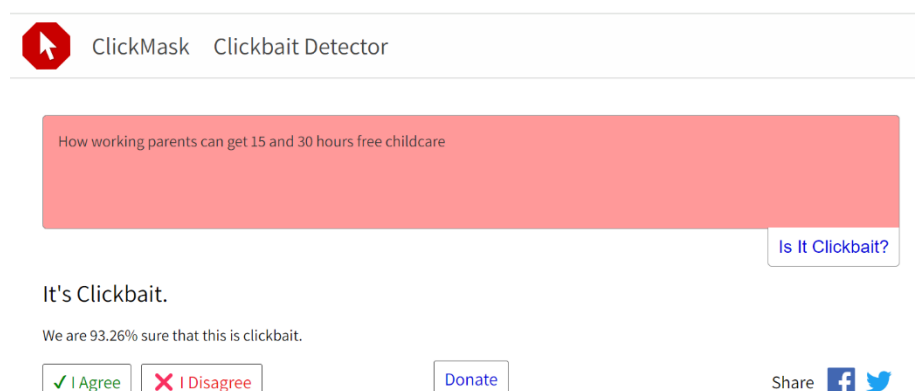 ClickMask Clickbait Detector
How working parents can get 15 and 30 hours free childcare
Is It Clickbait?
It's Clickbait.
We are 93.26% sure that this is clickbait.
✓ I Agree ✕ I Disagree Donate Share